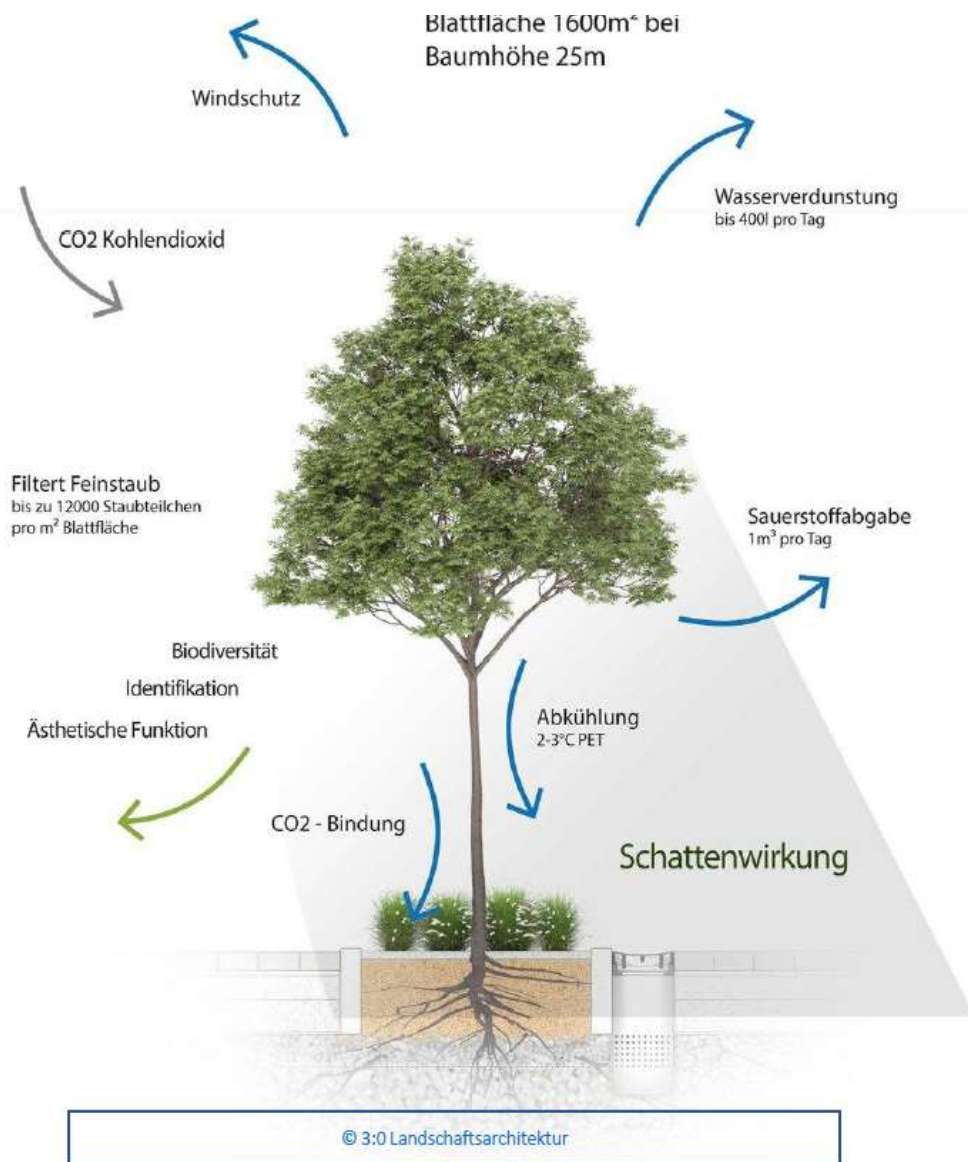 Blattfläche 1600m² bei
Baumhöhe 25m
Windschutz
Wasserverdunstung
bis 400l pro Tag
CO2 Kohlendioxid
Filtert Feinstaub
bis zu 12000 Staubteilchen
pro m² Blattfläche
Sauerstoffabgabe
1m³ pro Tag
Biodiversität
Identifikation
Ästhetische Funktion
Abkühlung
2-3°C PET
CO2 - Bindung
Schattenwirkung
© 3:0 Landschaftsarchitektur